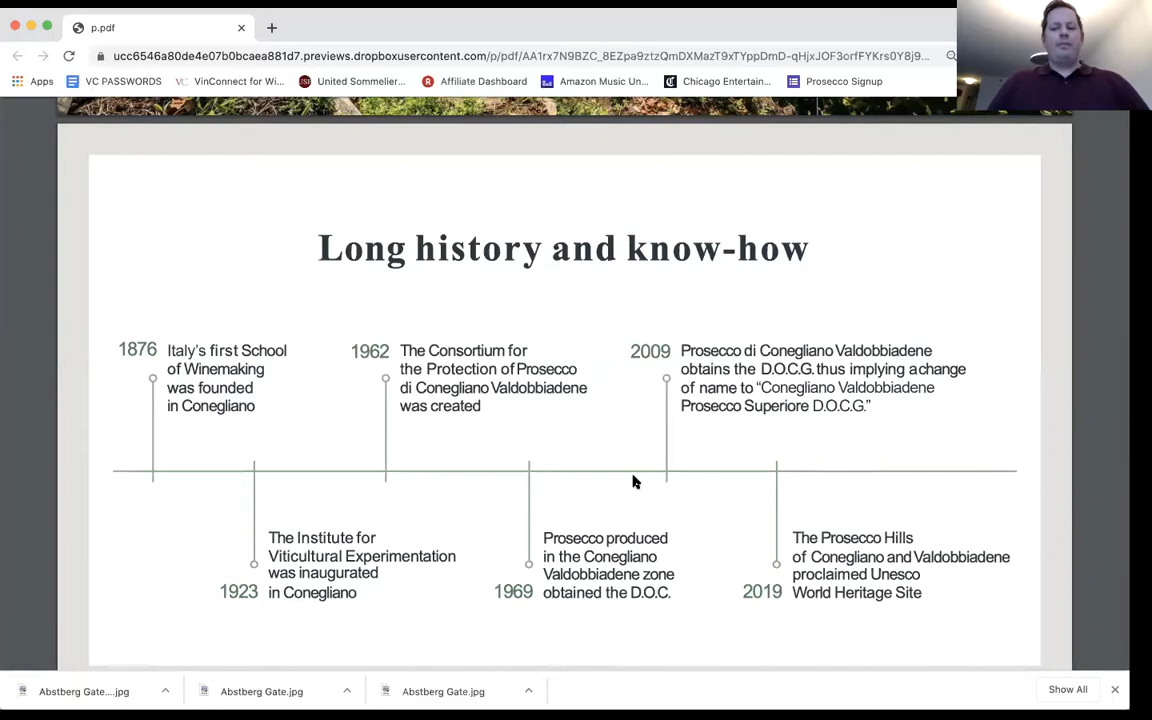 p.pdf
ucc6546a80de4e07b0bcaea881d7.previews.dropboxusercontent.com/p/pdf/AA1rx7N9BZC_8EZpa9ztzQmDXMazT9xTYppDmD-qHjxJOF3orfFYKrs0Y8j9...
Apps VC PASSWORDS VinConnect for Wi... United Sommelier... Affiliate Dashboard Amazon Music Un... Chicago Entertain... Prosecco Signup
Long history and know-how
1876 Italy's first School
of Winemaking
was founded
in Conegliano
1962 The Consortium for
the Protection of Prosecco
di Conegliano Valdobbiadene
was created
2009 Prosecco di Conegliano Valdobbiadene
obtains the D.O.C.G. thus implying a change
of name to “Conegliano Valdobbiadene
Prosecco Superiore D.O.C.G.”
The Institute for
Viticultural Experimentation
was inaugurated
1923 in Conegliano
Prosecco produced
in the Conegliano
Valdobbiadene zone
1969 obtained the D.O.C.
The Prosecco Hills
of Conegliano and Valdobbiadene
proclaimed Unesco
2019 World Heritage Site
Abstberg Gate....jpg Abstberg Gate.jpg Abstberg Gate.jpg Show All